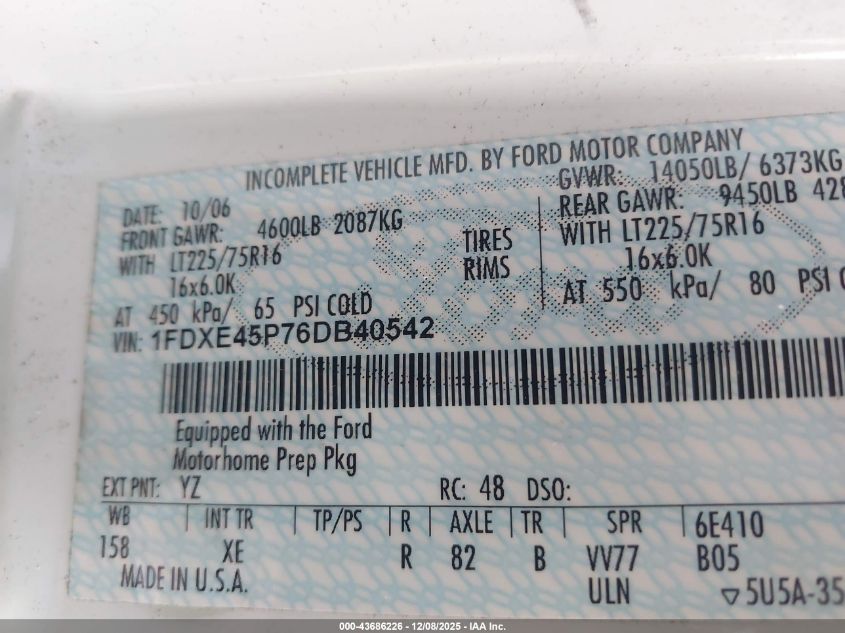 INCOMPLETE VEHICLE MFD. BY FORD MOTOR COMPANY
DATE: 10/06
GVWR: 14050LB/ 6373KG
FRONT GAWR: 4600LB 2087KG
REAR GAWR: 9450LB 428
WITH LT225/75R16
TIRES
WITH LT225/75R16
16x6.0K
RIMS
16x6.0K
AT 450 kPa/ 65 PSI COLD
AT 550 kPa/ 80 PSI C
VIN: 1FDXE45P76DB40542
Equipped with the Ford
Motorhome Prep Pkg
EXT PNT: YZ RC: 48 DSO:
WB INT TR TP/PS R AXLE TR SPR 6E410
158 XE R 82 B VV77 B05
MADE IN U.S.A. ULN ▽5U5A-35
000-43686226 - 12/08/2025 - IAA Inc.